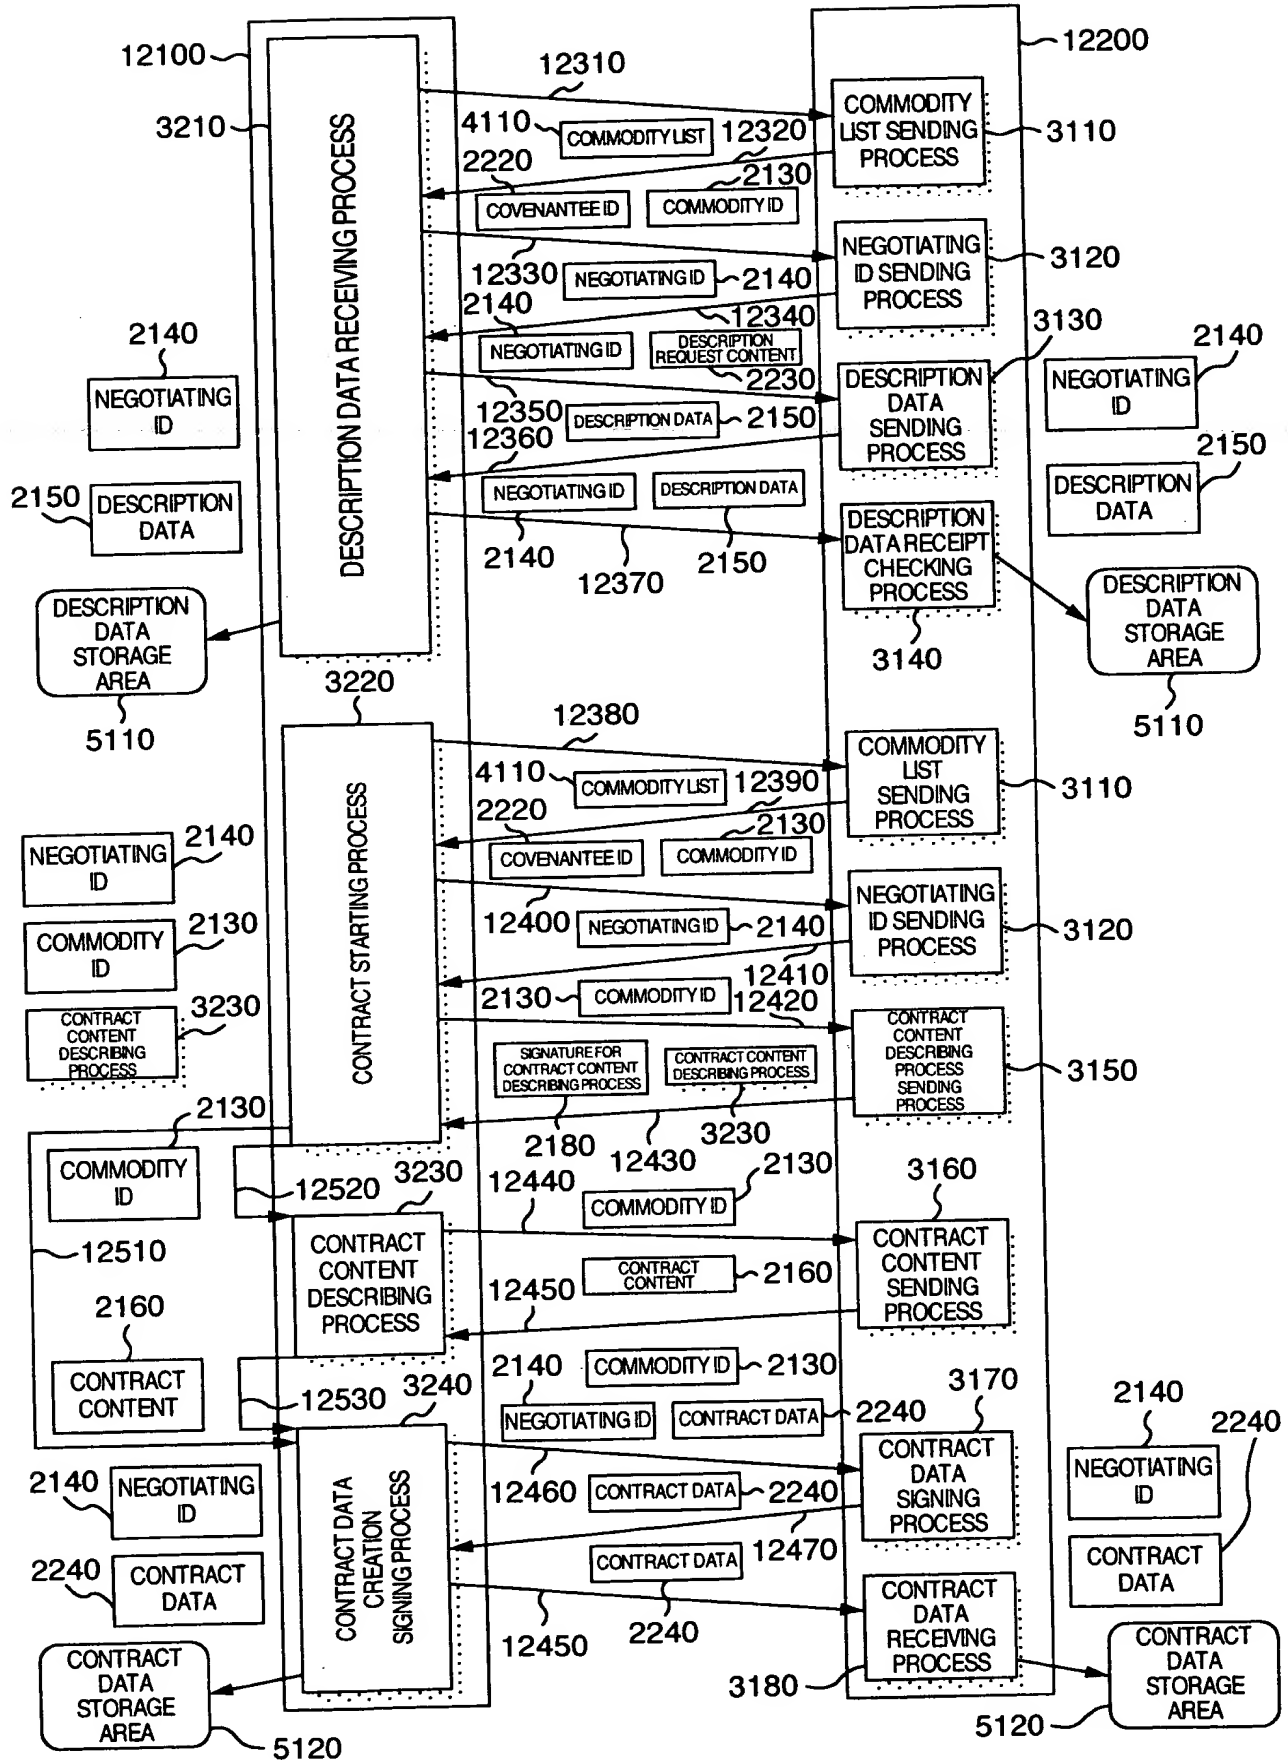 12100
12200
3210
12310
COMMODITY
LIST SENDING
PROCESS
3110
4110
COMMODITY LIST
12320
2220
2130
COVENANTEE ID
COMMODITY ID
DESCRIPTION DATA RECEIVING PROCESS
12330
NEGOTIATING ID
2140
NEGOTIATING
ID SENDING
PROCESS
3120
2140
12340
NEGOTIATING ID
DESCRIPTION
REQUEST CONTENT
2230
3130
2140
NEGOTIATING
ID
2140
NEGOTIATING
ID
12350
12360
DESCRIPTION DATA
2150
DESCRIPTION
DATA
SENDING
PROCESS
2150
DESCRIPTION
DATA
2150
DESCRIPTION
DATA
NEGOTIATING ID
DESCRIPTION DATA
2140
12370
2150
DESCRIPTION
DATA RECEIPT
CHECKING
PROCESS
3140
DESCRIPTION
DATA
STORAGE
AREA
5110
DESCRIPTION
DATA
STORAGE
AREA
5110
3220
12380
COMMODITY
LIST
SENDING
PROCESS
3110
4110
COMMODITY LIST
12390
2220
2130
COVENANTEE ID
COMMODITY ID
CONTRACT STARTING PROCESS
NEGOTIATING
ID
2140
12400
NEGOTIATING ID
2140
NEGOTIATING
ID SENDING
PROCESS
3120
COMMODITY
ID
2130
12410
2130
COMMODITY ID
12420
CONTRACT
CONTENT
DESCRIBING
PROCESS
3230
SIGNATURE FOR
CONTRACT CONTENT
DESCRIBING PROCESS
CONTRACT CONTENT
DESCRIBING PROCESS
CONTRACT
CONTENT
DESCRIBING
PROCESS
SENDING
PROCESS
3150
2180
12430
3230
2130
COMMODITY
ID
12520
3230
12440
2130
COMMODITY ID
3160
12510
CONTRACT
CONTENT
DESCRIBING
PROCESS
CONTRACT
CONTENT
2160
CONTRACT
CONTENT
SENDING
PROCESS
12450
2160
CONTRACT
CONTENT
12530
3240
2140
COMMODITY ID
2130
NEGOTIATING ID
CONTRACT DATA
2240
3170
2140
NEGOTIATING
ID
2240
2140
NEGOTIATING
ID
CONTRACT DATA
CREATION
SIGNING PROCESS
12460
CONTRACT DATA
2240
CONTRACT
DATA
SIGNING
PROCESS
12470
2240
CONTRACT
DATA
CONTRACT DATA
CONTRACT
DATA
12450
2240
CONTRACT
DATA
RECEIVING
PROCESS
3180
CONTRACT
DATA
STORAGE
AREA
5120
CONTRACT
DATA
STORAGE
AREA
5120